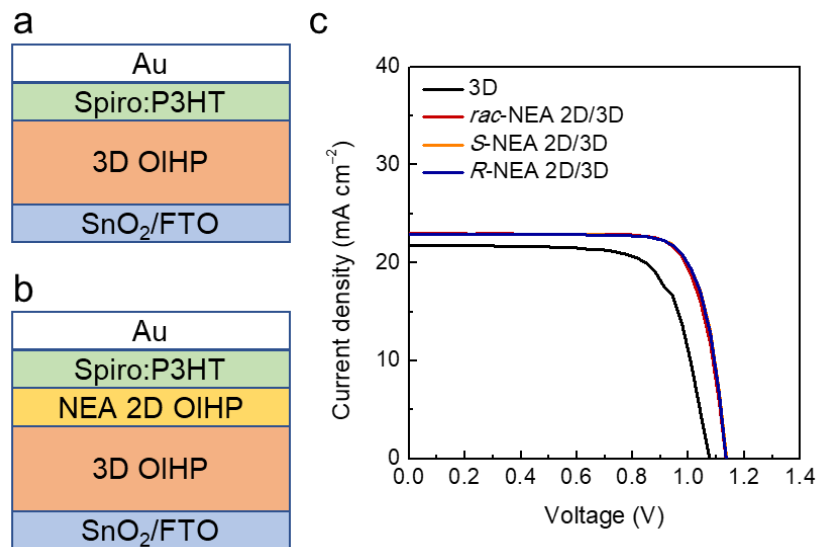 a
Au
Spiro:P3HT
3D OIHP
SnO₂/FTO
b
Au
Spiro:P3HT
NEA 2D OIHP
3D OIHP
SnO₂/FTO
c
40
30
20
10
0
Current density (mA cm⁻²)
3D
rac-NEA 2D/3D
S-NEA 2D/3D
R-NEA 2D/3D
0.0 0.2 0.4 0.6 0.8 1.0 1.2 1.4
Voltage (V)